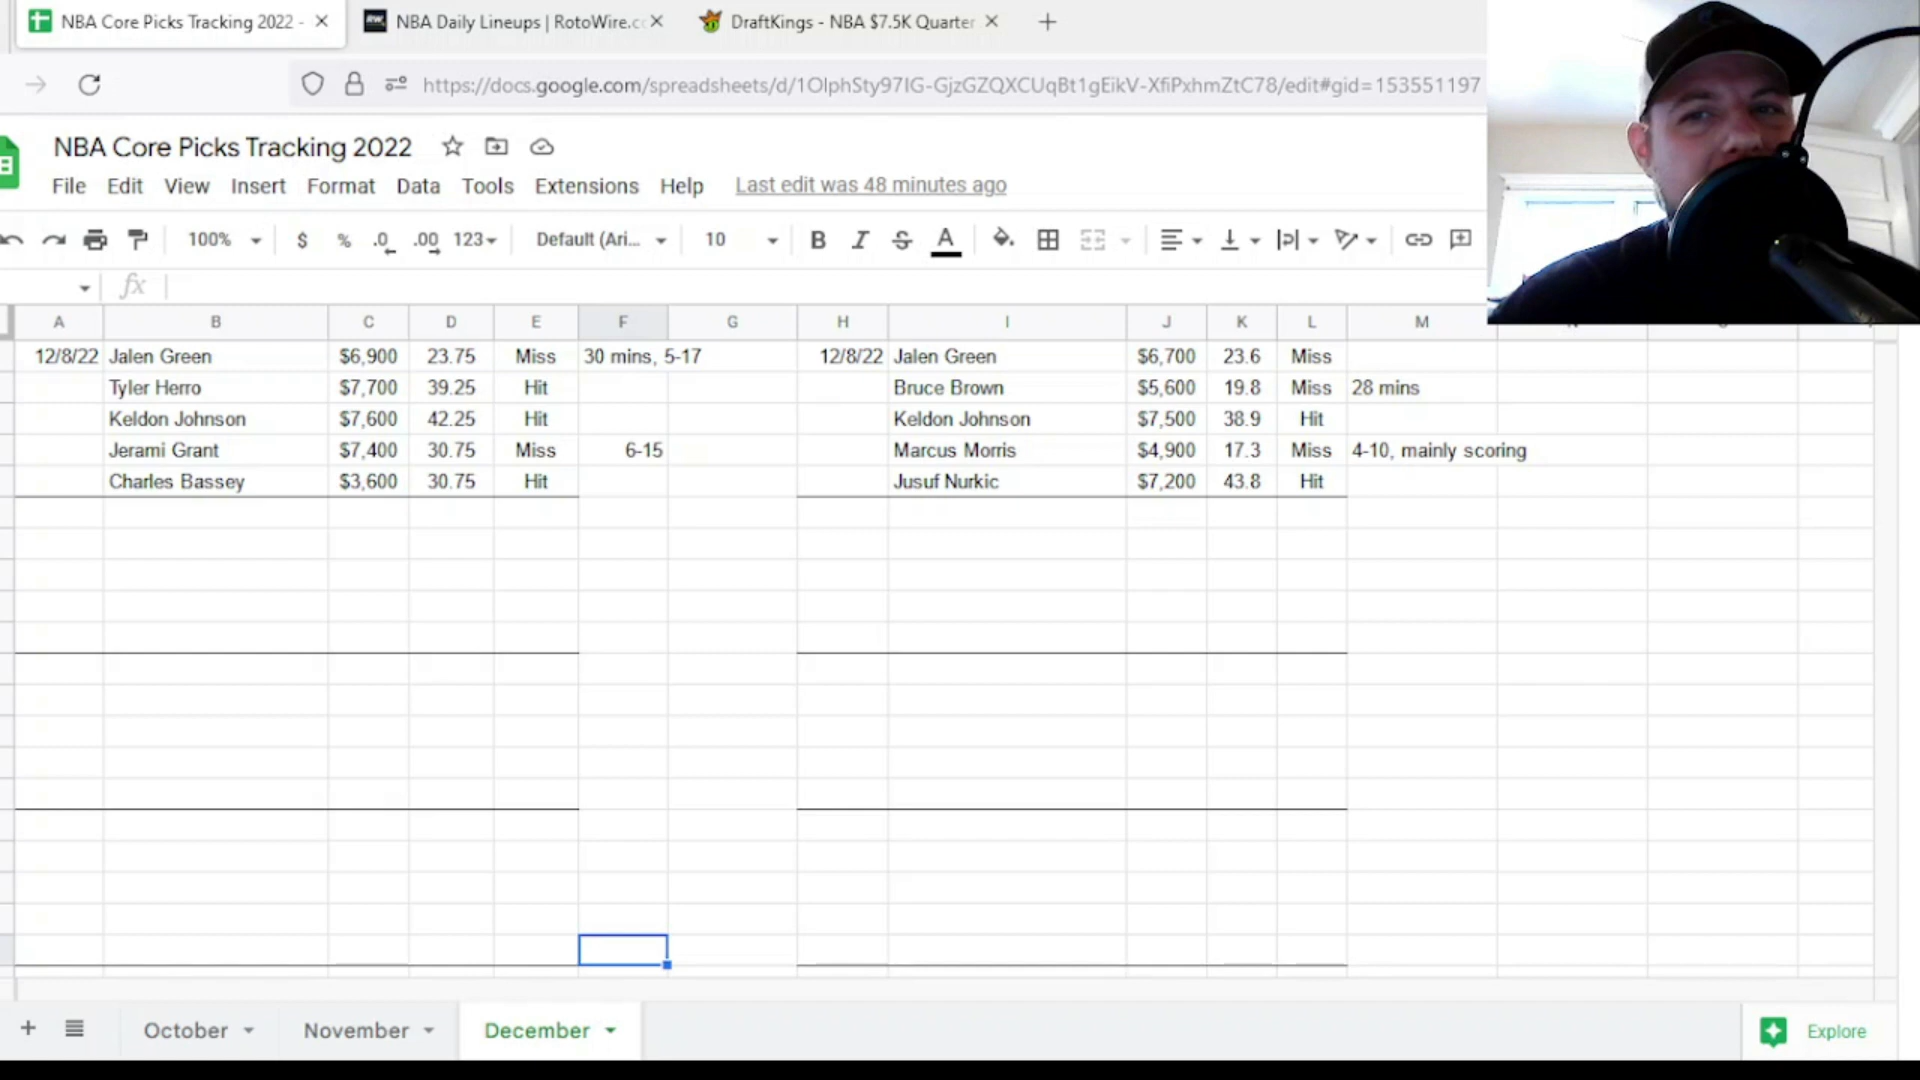 NBA Core Picks Tracking 2022 -
NBA Daily Lineups | RotoWire.c
DraftKings - NBA $7.5K Quarter
https://docs.google.com/spreadsheets/d/1OlphSty97IG-GjzGZQXCUqBt1gEikV-XfiPxhmZtC78/edit#gid=153551197
NBA Core Picks Tracking 2022
File Edit View Insert Format Data Tools Extensions Help Last edit was 48 minutes ago
100% $ % .0 .00 123 Default (Ari... 10 B I S A
fx
A B C D E F G H I J K L M
12/8/22 Jalen Green $6,900 23.75 Miss 30 mins, 5-17 12/8/22 Jalen Green $6,700 23.6 Miss
Tyler Herro $7,700 39.25 Hit Bruce Brown $5,600 19.8 Miss 28 mins
Keldon Johnson $7,600 42.25 Hit Keldon Johnson $7,500 38.9 Hit
Jerami Grant $7,400 30.75 Miss 6-15 Marcus Morris $4,900 17.3 Miss 4-10, mainly scoring
Charles Bassey $3,600 30.75 Hit Jusuf Nurkic $7,200 43.8 Hit
October November December Explore